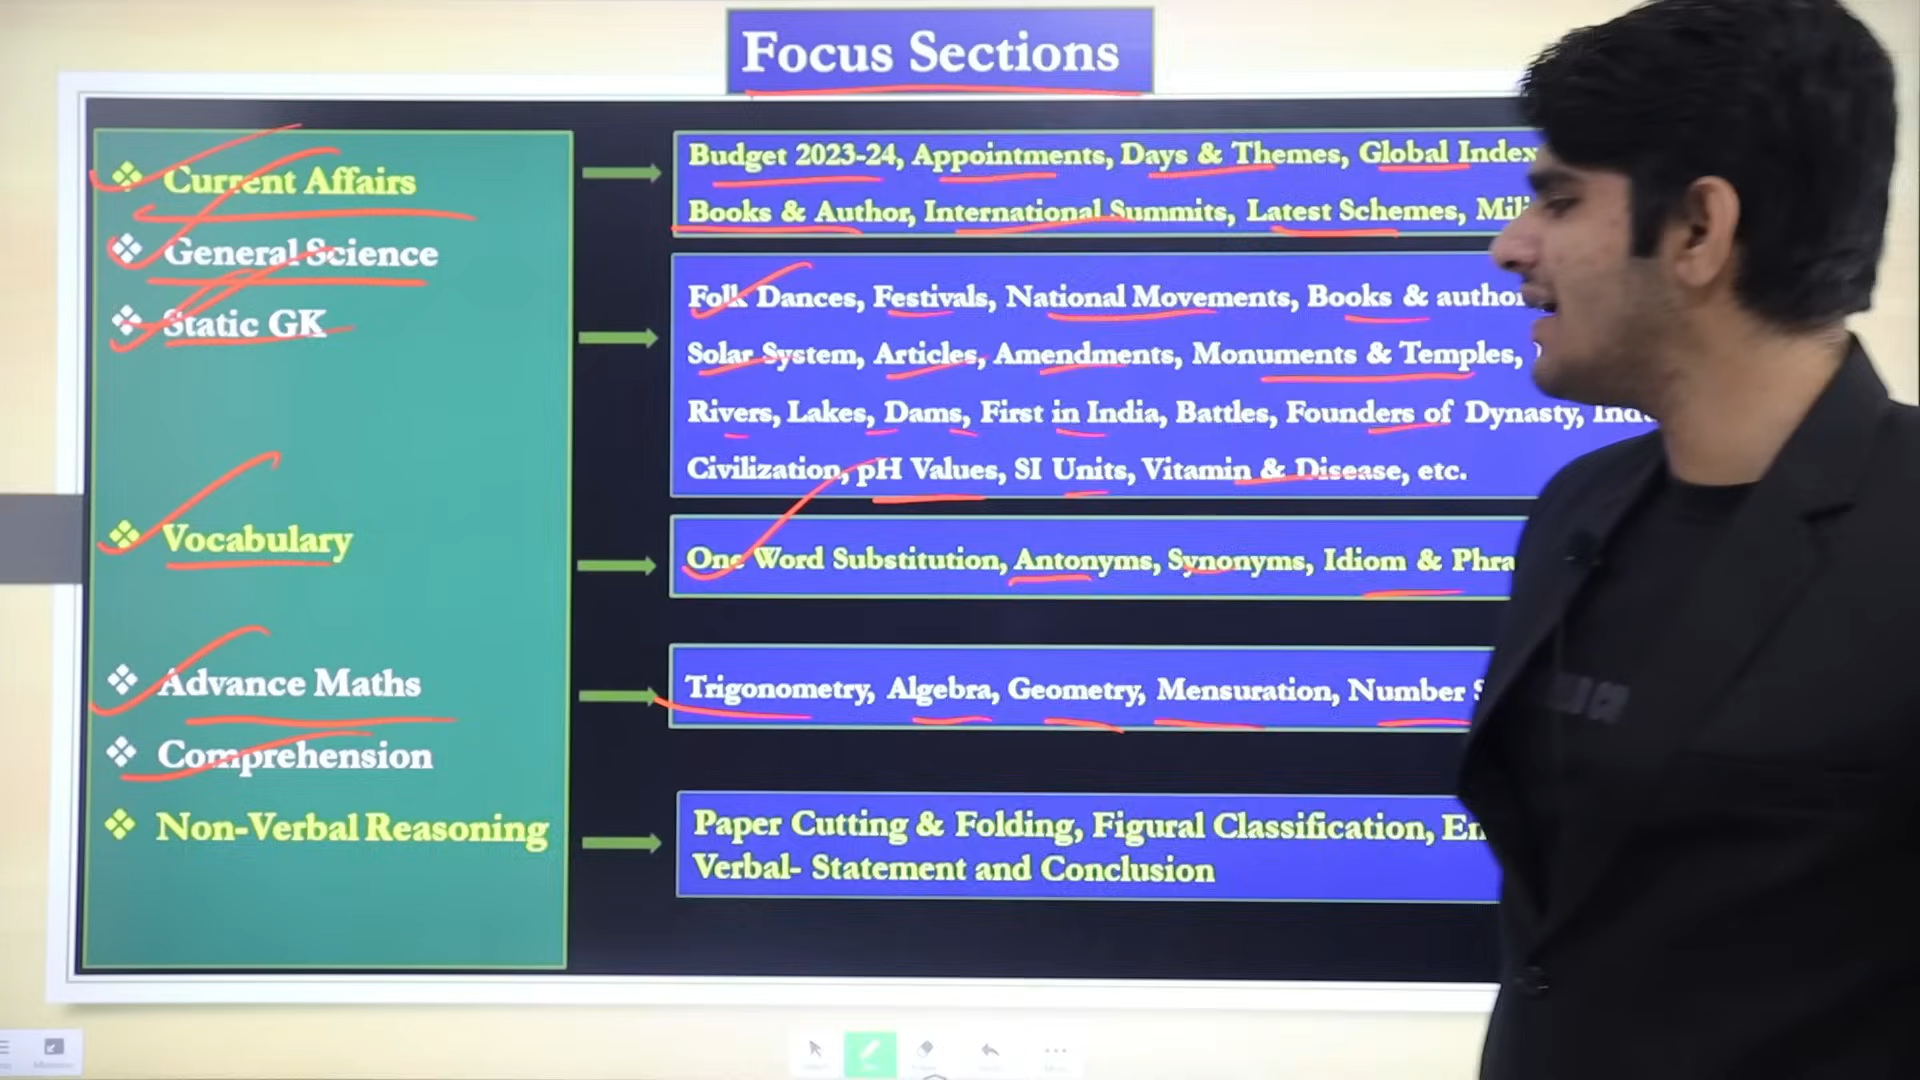 Focus Sections
Current Affairs
General Science
Static GK
Vocabulary
Advance Maths
Comprehension
Non-Verbal Reasoning
Budget 2023-24, Appointments, Days & Themes, Global Index
Books & Author, International Summits, Latest Schemes,
Folk Dances, Festivals, National Movements, Books & author
Solar System, Articles, Amendments, Monuments & Temples,
Rivers, Lakes, Dams, First in India, Battles, Founders of Dynasty,
Civilization, pH Values, SI Units, Vitamin & Disease, etc.
One Word Substitution, Antonyms, Synonyms, Idiom &
Trigonometry, Algebra, Geometry, Mensuration, Number
Paper Cutting & Folding, Figural Classification,
Verbal- Statement and Conclusion